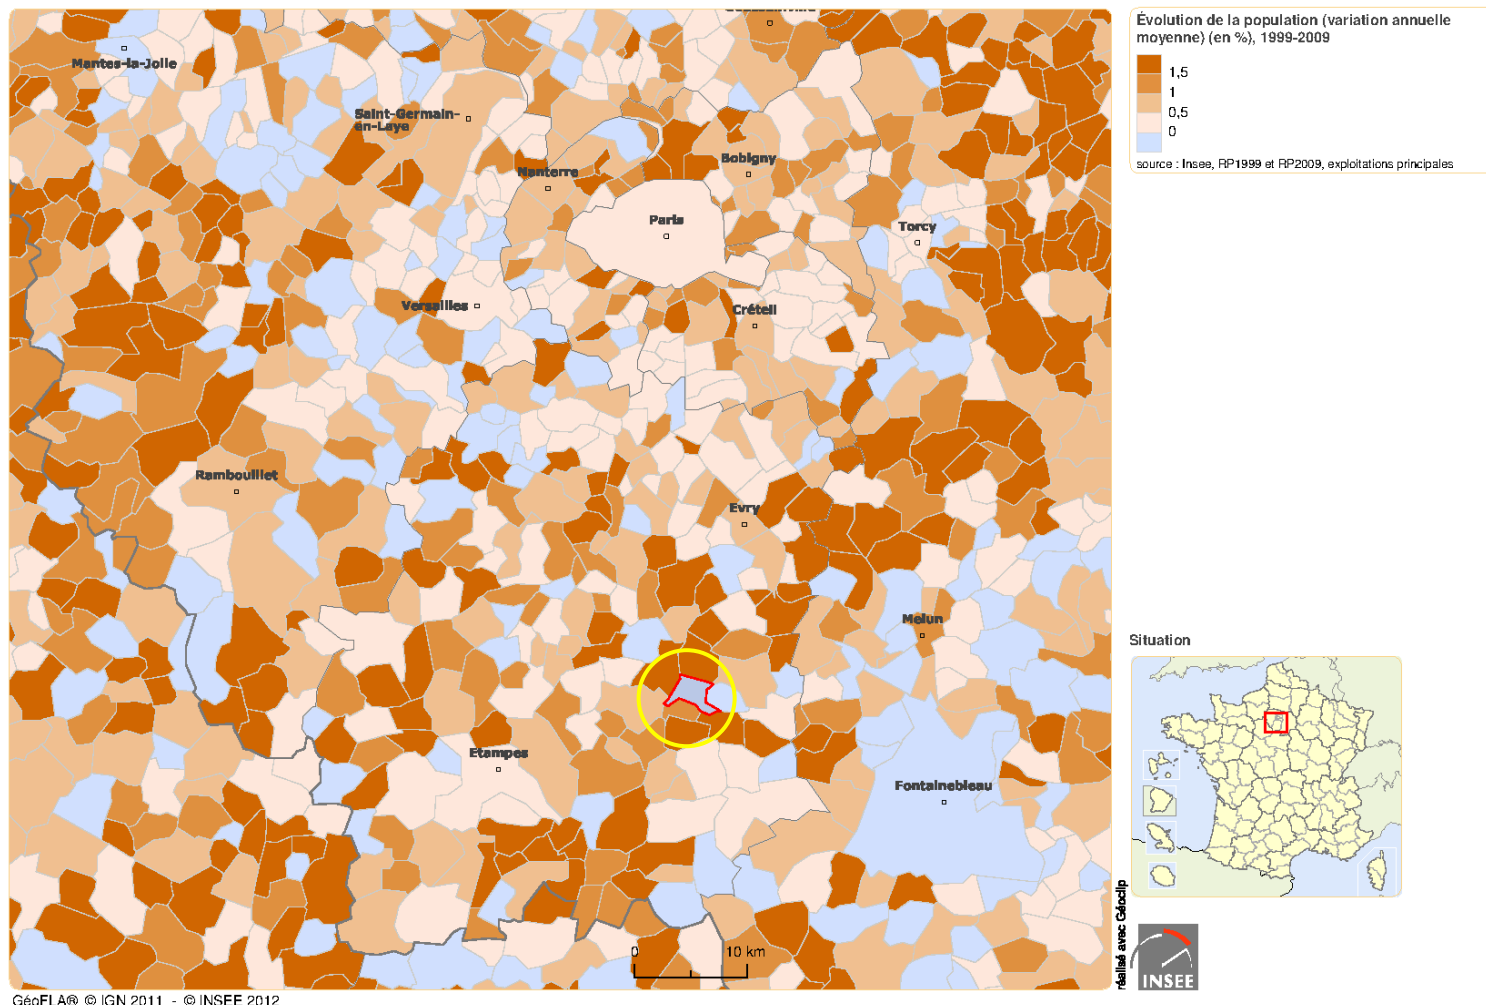 Mantes-la-Jolie
Saint-Germain-
en-Laye
Nanterre
Bobigny
Paris
Torcy
Versailles
Créteil
Rambouillet
Evry
Melun
Etampes
Fontainebleau
0 10 km
GéoFLA® © IGN 2011 - © INSEE 2012
Évolution de la population (variation annuelle
moyenne) (en %), 1999-2009
1,5
1
0,5
0
source : Insee, RP1999 et RP2009, exploitations principales
Situation
réalisé avec Géoclip
INSEE